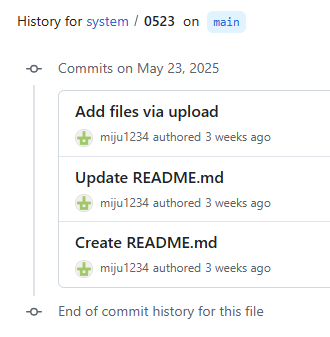 History for system / 0523 on main
Commits on May 23, 2025
Add files via upload
miju1234 authored 3 weeks ago
Update README.md
miju1234 authored 3 weeks ago
Create README.md
miju1234 authored 3 weeks ago
End of commit history for this file